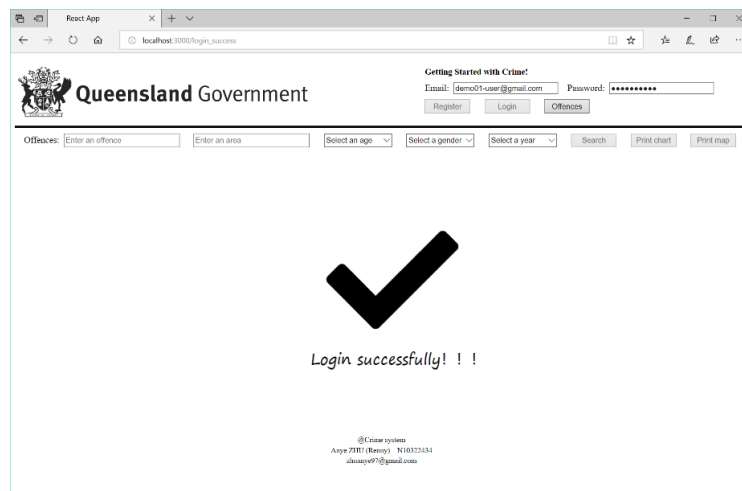 React App
localhost:3000/login_success
Queensland Government
Getting Started with Crime!
Email: demo01-user@gmail.com Password: ●●●●●●●●●●
Register Login Offences
Offences: Enter an offence Enter an area Select an age Select a gender Select a year Search Print chart Print map
Login successfully! ! !
@Crime system
Anye ZHU (Remy) N10322434
zhuanye97@gmail.com